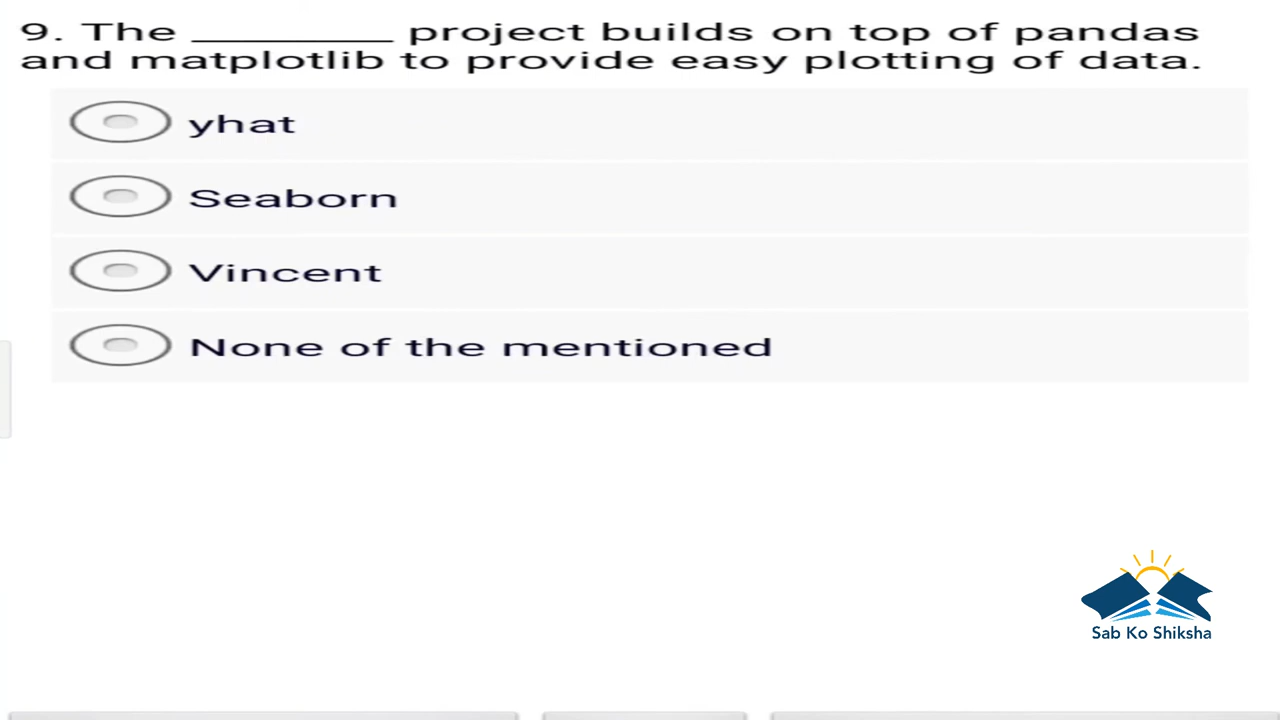 9. The __________ project builds on top of pandas
and matplotlib to provide easy plotting of data.
yhat
Seaborn
Vincent
None of the mentioned
Sab Ko Shiksha